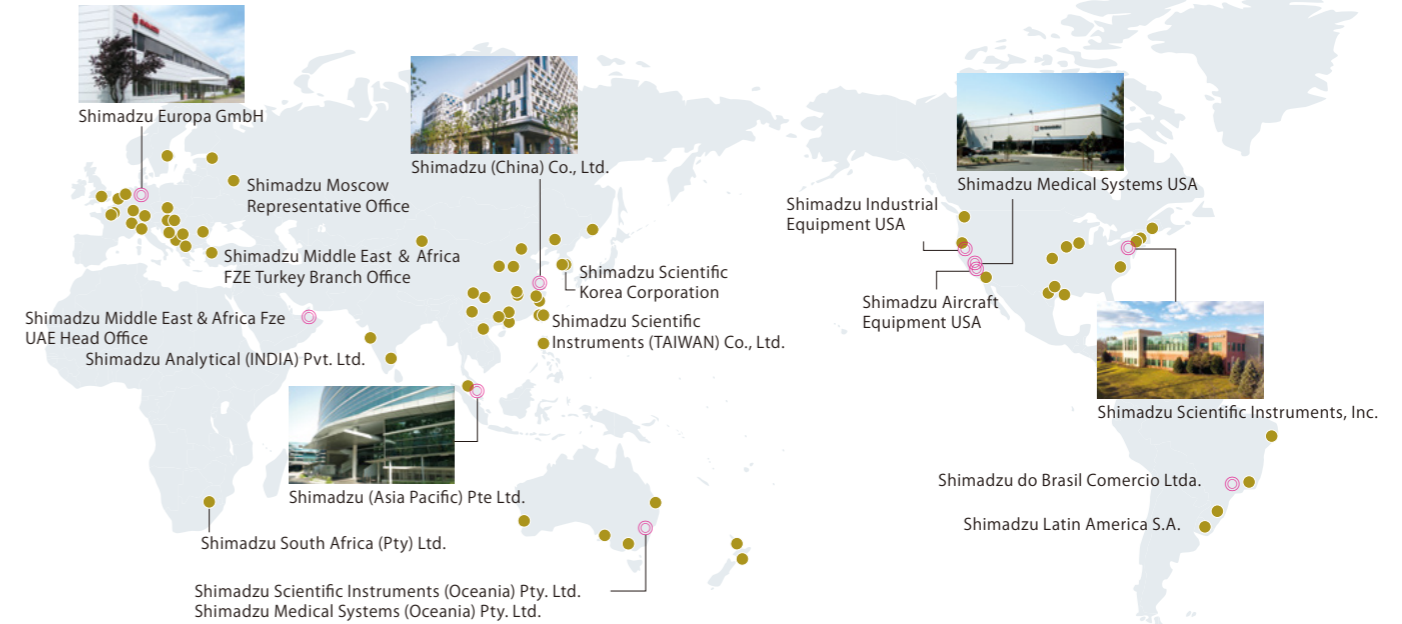 Shimadzu Europa GmbH
Shimadzu (China) Co., Ltd.
Shimadzu Moscow
Representative Office
Shimadzu Middle East & Africa
FZE Turkey Branch Office
Shimadzu Scientific
Korea Corporation
Shimadzu Middle East & Africa Fze
UAE Head Office
Shimadzu Scientific
Instruments (TAIWAN) Co., Ltd.
Shimadzu Analytical (INDIA) Pvt. Ltd.
Shimadzu (Asia Pacific) Pte Ltd.
Shimadzu South Africa (Pty) Ltd.
Shimadzu Scientific Instruments (Oceania) Pty. Ltd.
Shimadzu Medical Systems (Oceania) Pty. Ltd.
Shimadzu Medical Systems USA
Shimadzu Industrial
Equipment USA
Shimadzu Aircraft
Equipment USA
Shimadzu Scientific Instruments, Inc.
Shimadzu do Brasil Comercio Ltda.
Shimadzu Latin America S.A.